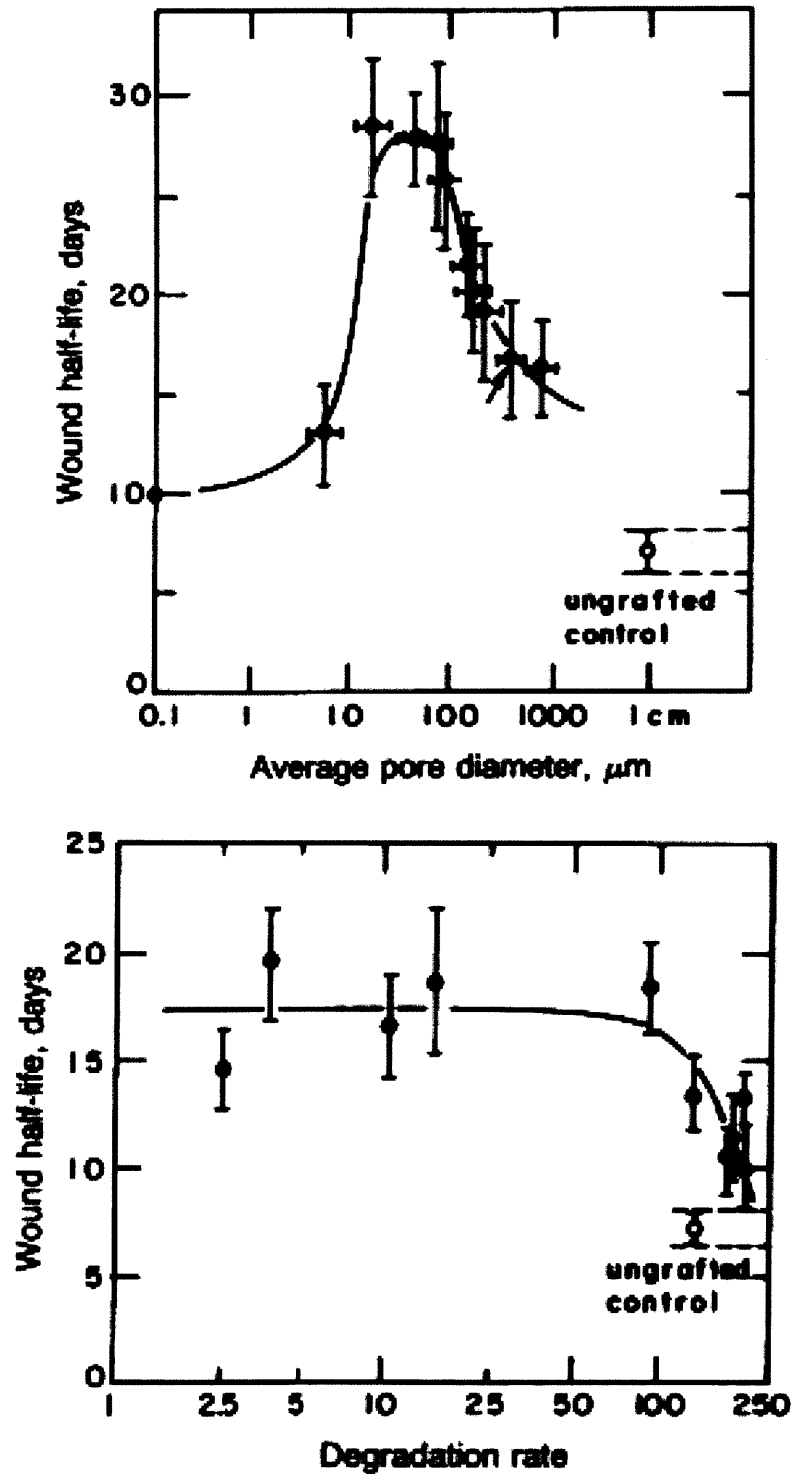 Wound half-life, days
30
20
10
0
0.1 1 10 100 1000 1cm
ungrafted
control
Average pore diameter, μm
Wound half-life, days
25
20
15
10
5
0
1 2.5 5 10 25 50 100 250
ungrafted
control
Degradation rate